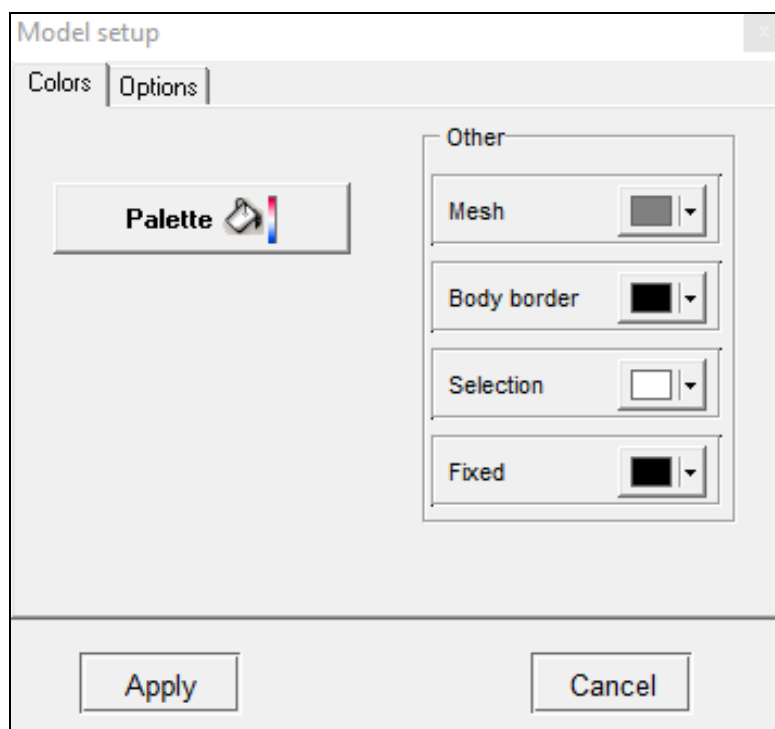 Model setup
Colors
Options
Palette
Other
Mesh
Body border
Selection
Fixed
Apply
Cancel